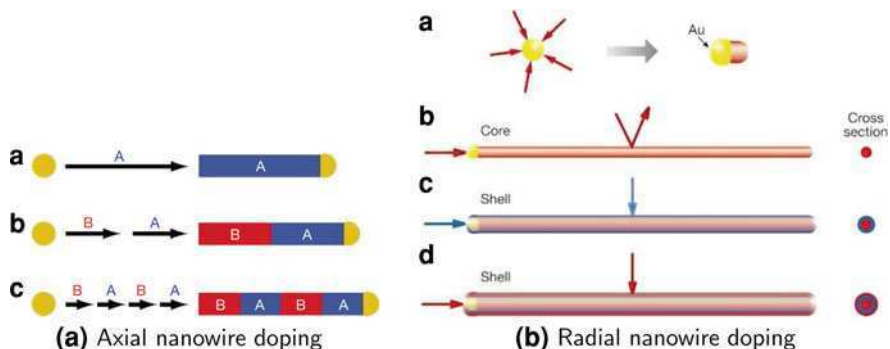 a
A
A
b
B A
B A
c
B A B A
B A B A
(a) Axial nanowire doping
a
Au
b
Core
Cross
section
c
Shell
d
Shell
(b) Radial nanowire doping